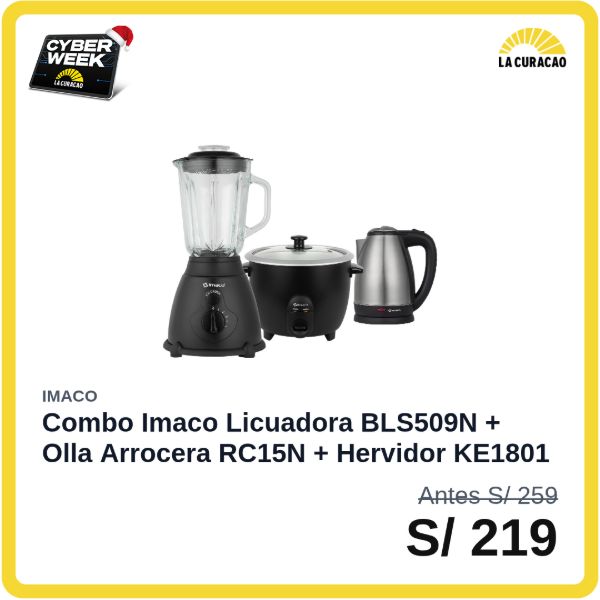 CYBER
WEEK
LA CURACAO
LA CURACAO
IMACO
Combo Imaco Licuadora BLS509N +
Olla Arrocera RC15N + Hervidor KE1801
Antes S/ 259
S/ 219